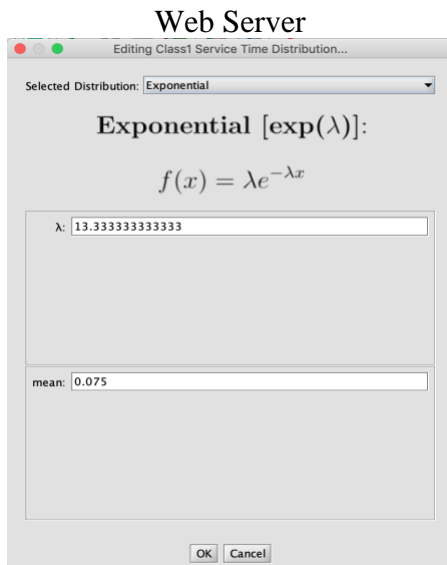 Web Server
Editing Class1 Service Time Distribution...
Selected Distribution: Exponential
Exponential [exp(λ)]:
f(x) = λe^{-λx}
λ: 13.333333333333
mean: 0.075
OK Cancel